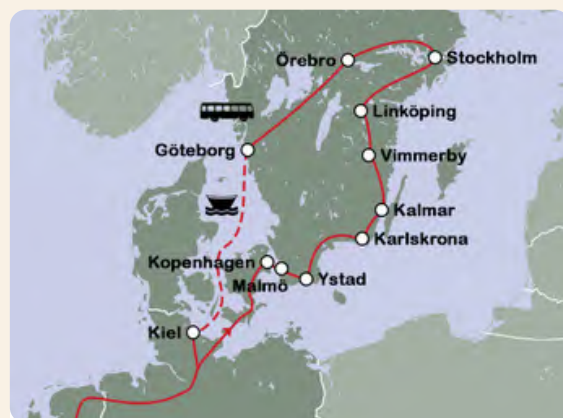 Örebro
Stockholm
Linköping
Göteborg
Vimmerby
Kalmar
Karlskrona
Kopenhagen
Malmö
Ystad
Kiel